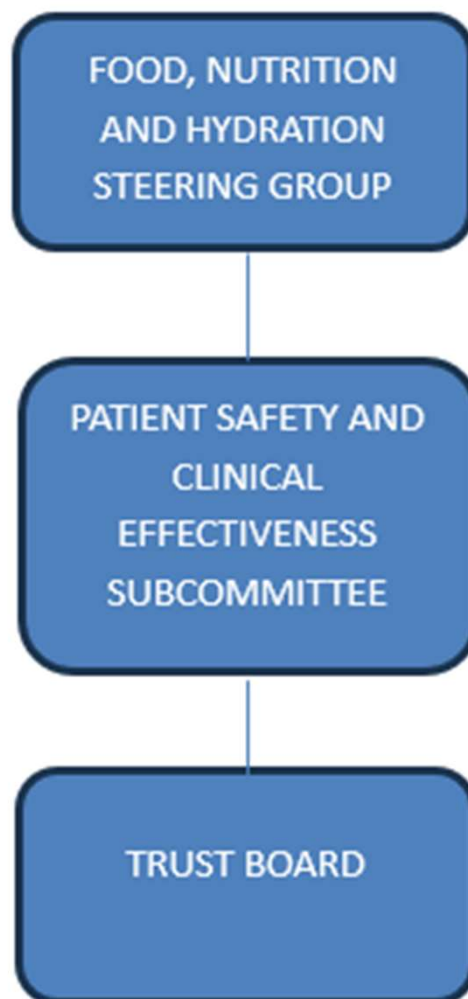 FOOD, NUTRITION
AND HYDRATION
STEERING GROUP
PATIENT SAFETY AND
CLINICAL
EFFECTIVENESS
SUBCOMMITTEE
TRUST BOARD